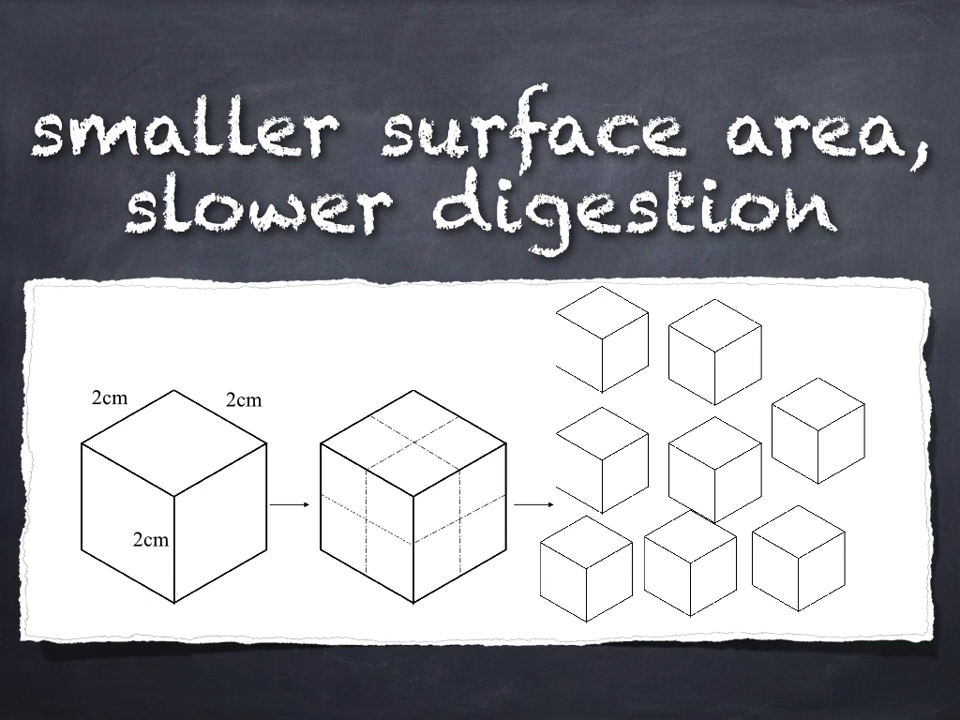 smaller surface area,
slower digestion
2cm
2cm
2cm